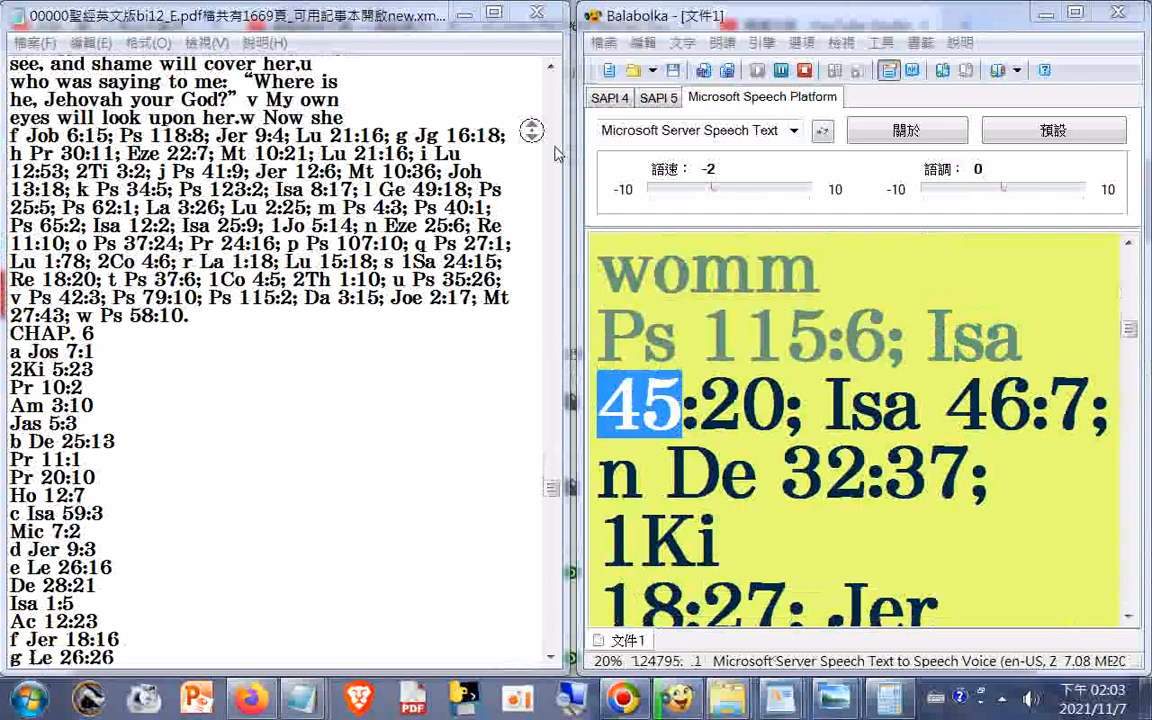 00000聖經英文版bi12_E.pdf檔共有1669頁_可用記事本開啟new.xm...
檔案(F) 編輯(E) 格式(O) 檢視(V) 說明(H)
see, and shame will cover her,u
who was saying to me: “Where is
he, Jehovah your God?” v My own
eyes will look upon her.w Now she
f Job 6:15; Ps 118:8; Jer 9:4; Lu 21:16; g Jg 16:18;
h Pr 30:11; Eze 22:7; Mt 10:21; Lu 21:16; i Lu
12:53; 2Ti 3:2; j Ps 41:9; Jer 12:6; Mt 10:36; Joh
13:18; k Ps 34:5; Ps 123:2; Isa 8:17; l Ge 49:18; Ps
25:5; Ps 62:1; La 3:26; Lu 2:25; m Ps 4:3; Ps 40:1;
Ps 65:2; Isa 12:2; Isa 25:9; 1Jo 5:14; n Eze 25:6; Re
11:10; o Ps 37:24; Pr 24:16; p Ps 107:10; q Ps 27:1;
Lu 1:78; 2Co 4:6; r La 1:18; Lu 15:18; s 1Sa 24:15;
Re 18:20; t Ps 37:6; 1Co 4:5; 2Th 1:10; u Ps 35:26;
v Ps 42:3; Ps 79:10; Ps 115:2; Da 3:15; Joe 2:17; Mt
27:43; w Ps 58:10.
CHAP. 6
a Jos 7:1
2Ki 5:23
Pr 10:2
Am 3:10
Jas 5:3
b De 25:13
Pr 11:1
Pr 20:10
Ho 12:7
c Isa 59:3
Mic 7:2
d Jer 9:3
e Le 26:16
De 28:21
Isa 1:5
Ac 12:23
f Jer 18:16
g Le 26:26
Balabolka - [文件1]
檔案 編輯 文字 朗讀 引擎 選項 檢視 工具 書籤 說明
SAPI 4 SAPI 5 Microsoft Speech Platform
Microsoft Server Speech Text 關於 預設
語速： -2 語調： 0
-10 10 -10 10
womm
Ps 115:6; Isa
45:20; Isa 46:7;
n De 32:37;
1Ki
18:27; Jer
文件1
20% 124795: .1 Microsoft Server Speech Text to Speech Voice (en-US, Z 7.08 ME
PDF
下午 02:03
2021/11/7